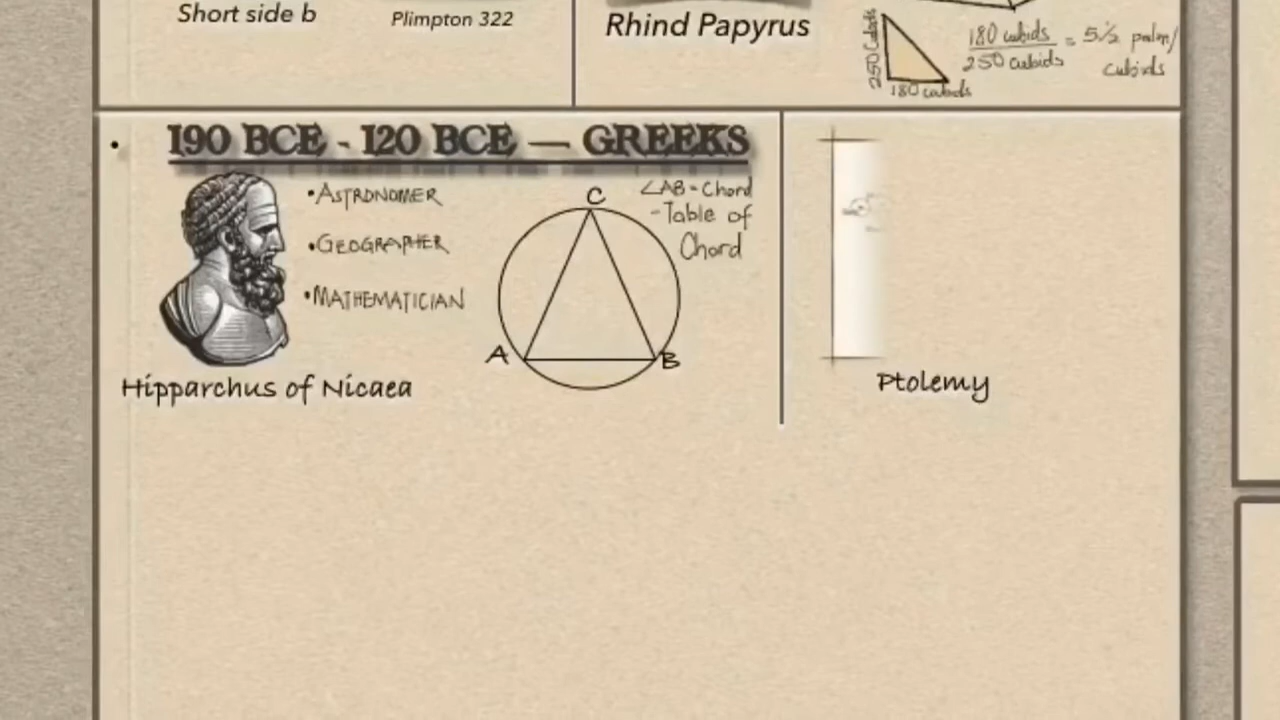 Short side b
Plimpton 322
Rhind Papyrus
250 Cubids
180 cubids
180 cubids
250 cubids
= 5½ palm/
cubids
190 BCE - 120 BCE — GREEKS
•ASTRONOMER
•GEOGRAPHER
•MATHEMATICIAN
Hipparchus of Nicaea
C
A
B
∠AB = Chord
-Table of
Chord
Ptolemy